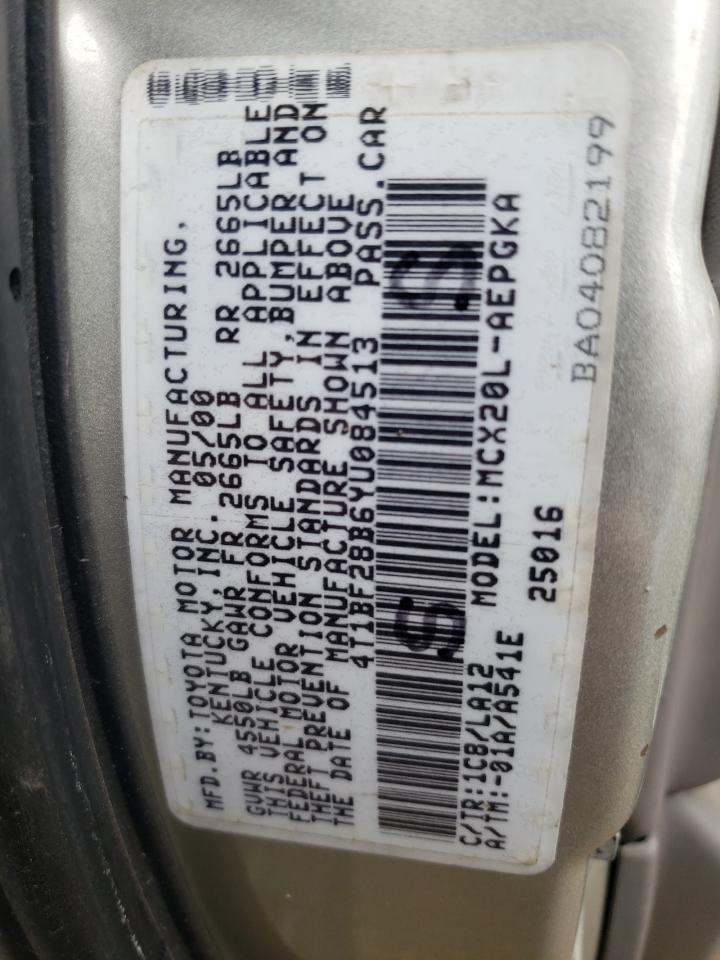 MFD.BY:TOYOTA MOTOR MANUFACTURING,
KENTUCKY,INC. 05/00
GVWR 4550LB GAWR FR 2665LB RR 2665LB
THIS VEHICLE CONFORMS TO ALL APPLICABLE
FEDERAL MOTOR VEHICLE SAFETY,BUMPER AND
THEFT PREVENTION STANDARDS IN EFFECT ON
THE DATE OF MANUFACTURE SHOWN ABOVE
4T1BF28B6YU084513 PASS.CAR
S S
C/TR:1C8/LA12 MODEL:MCX20L-AEPGKA
A/TM:-01A/A541E 25016
BA04082199